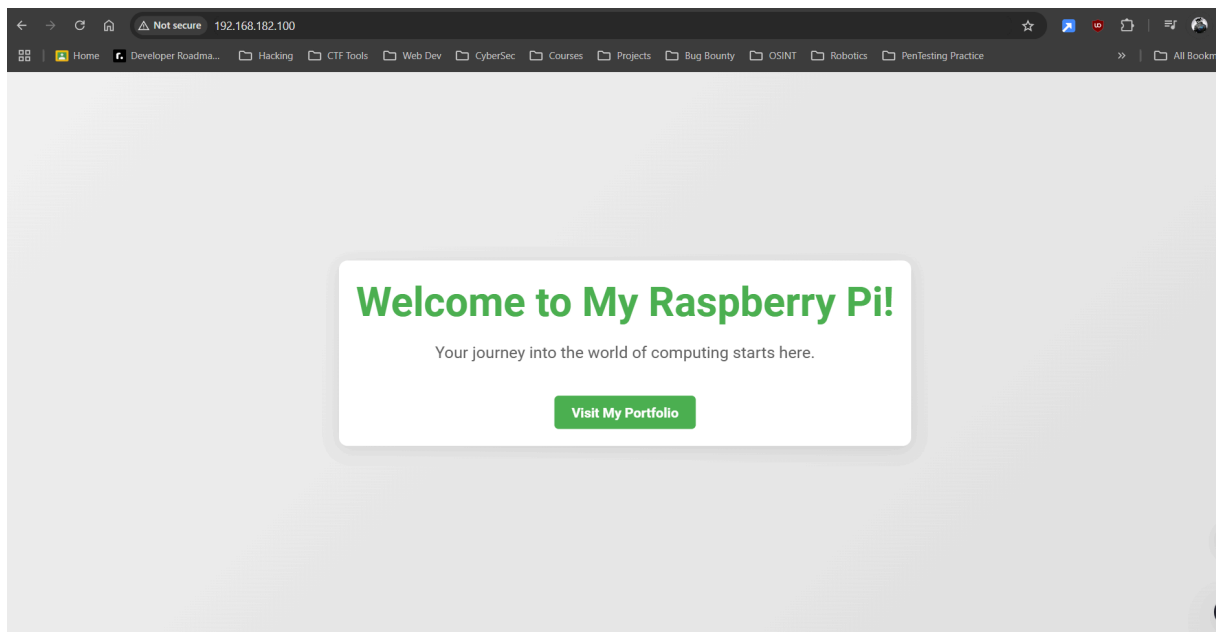 Not secure 192.168.182.100
Home Developer Roadma... Hacking CTF Tools Web Dev CyberSec Courses Projects Bug Bounty OSINT Robotics PenTesting Practice » All Bookm
Welcome to My Raspberry Pi!
Your journey into the world of computing starts here.
Visit My Portfolio